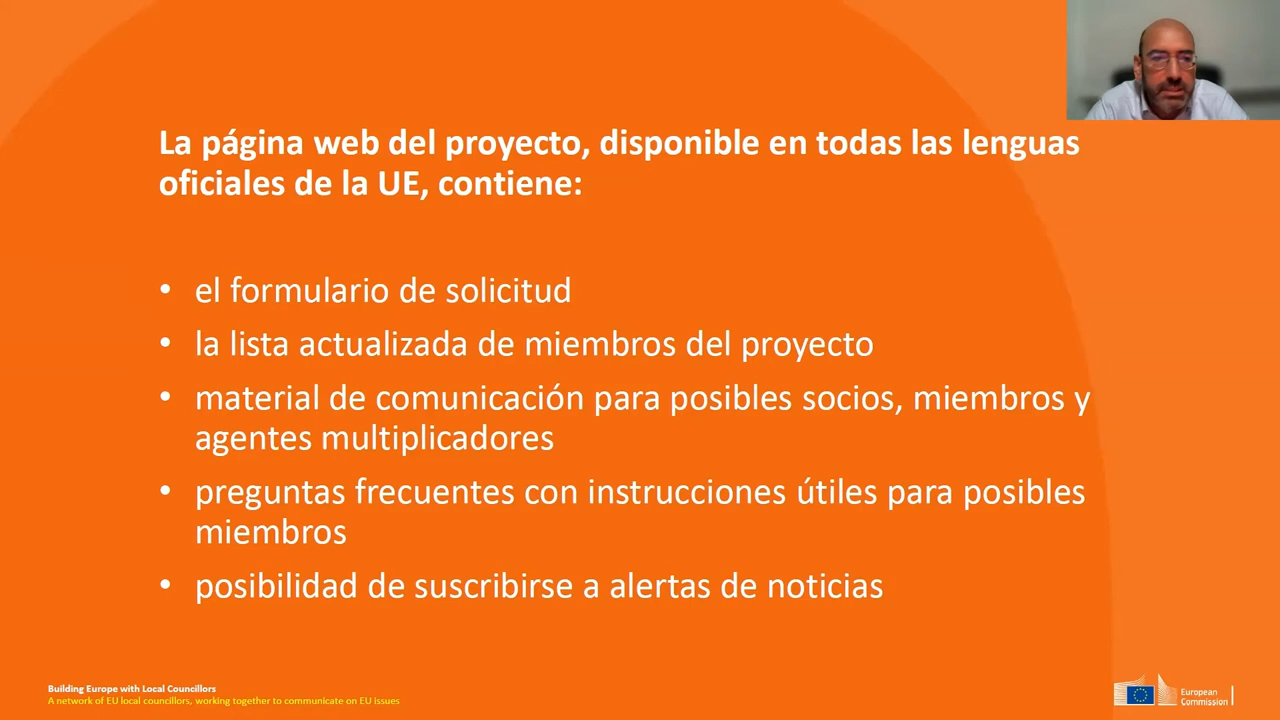 La página web del proyecto, disponible en todas las lenguas
oficiales de la UE, contiene:
• el formulario de solicitud
• la lista actualizada de miembros del proyecto
• material de comunicación para posibles socios, miembros y
agentes multiplicadores
• preguntas frecuentes con instrucciones útiles para posibles
miembros
• posibilidad de suscribirse a alertas de noticias
Building Europe with Local Councillors
A network of EU local councillors, working together to communicate on EU issues
European
Commission